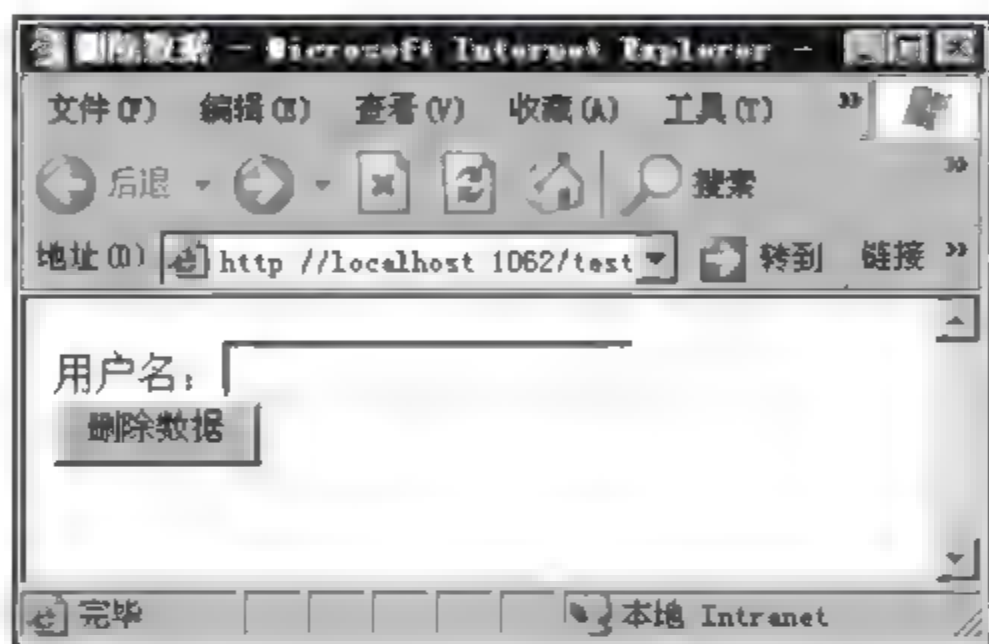 删除数据 - Microsoft Internet Explorer -
文件(F) 编辑(E) 查看(V) 收藏(A) 工具(T) »
后退 搜索 »
地址(D) http //localhost 1062/test 转到 链接 »
用户名：
删除数据
完毕 本地 Intranet